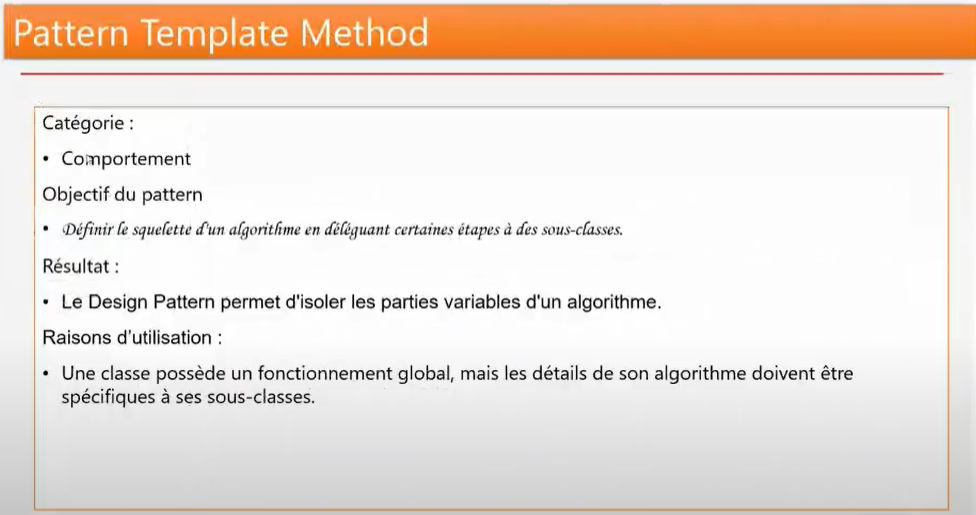 Pattern Template Method
Catégorie :
• Comportement
Objectif du pattern
• Définir le squelette d'un algorithme en déléguant certaines étapes à des sous-classes.
Résultat :
• Le Design Pattern permet d'isoler les parties variables d'un algorithme.
Raisons d'utilisation :
• Une classe possède un fonctionnement global, mais les détails de son algorithme doivent être
spécifiques à ses sous-classes.